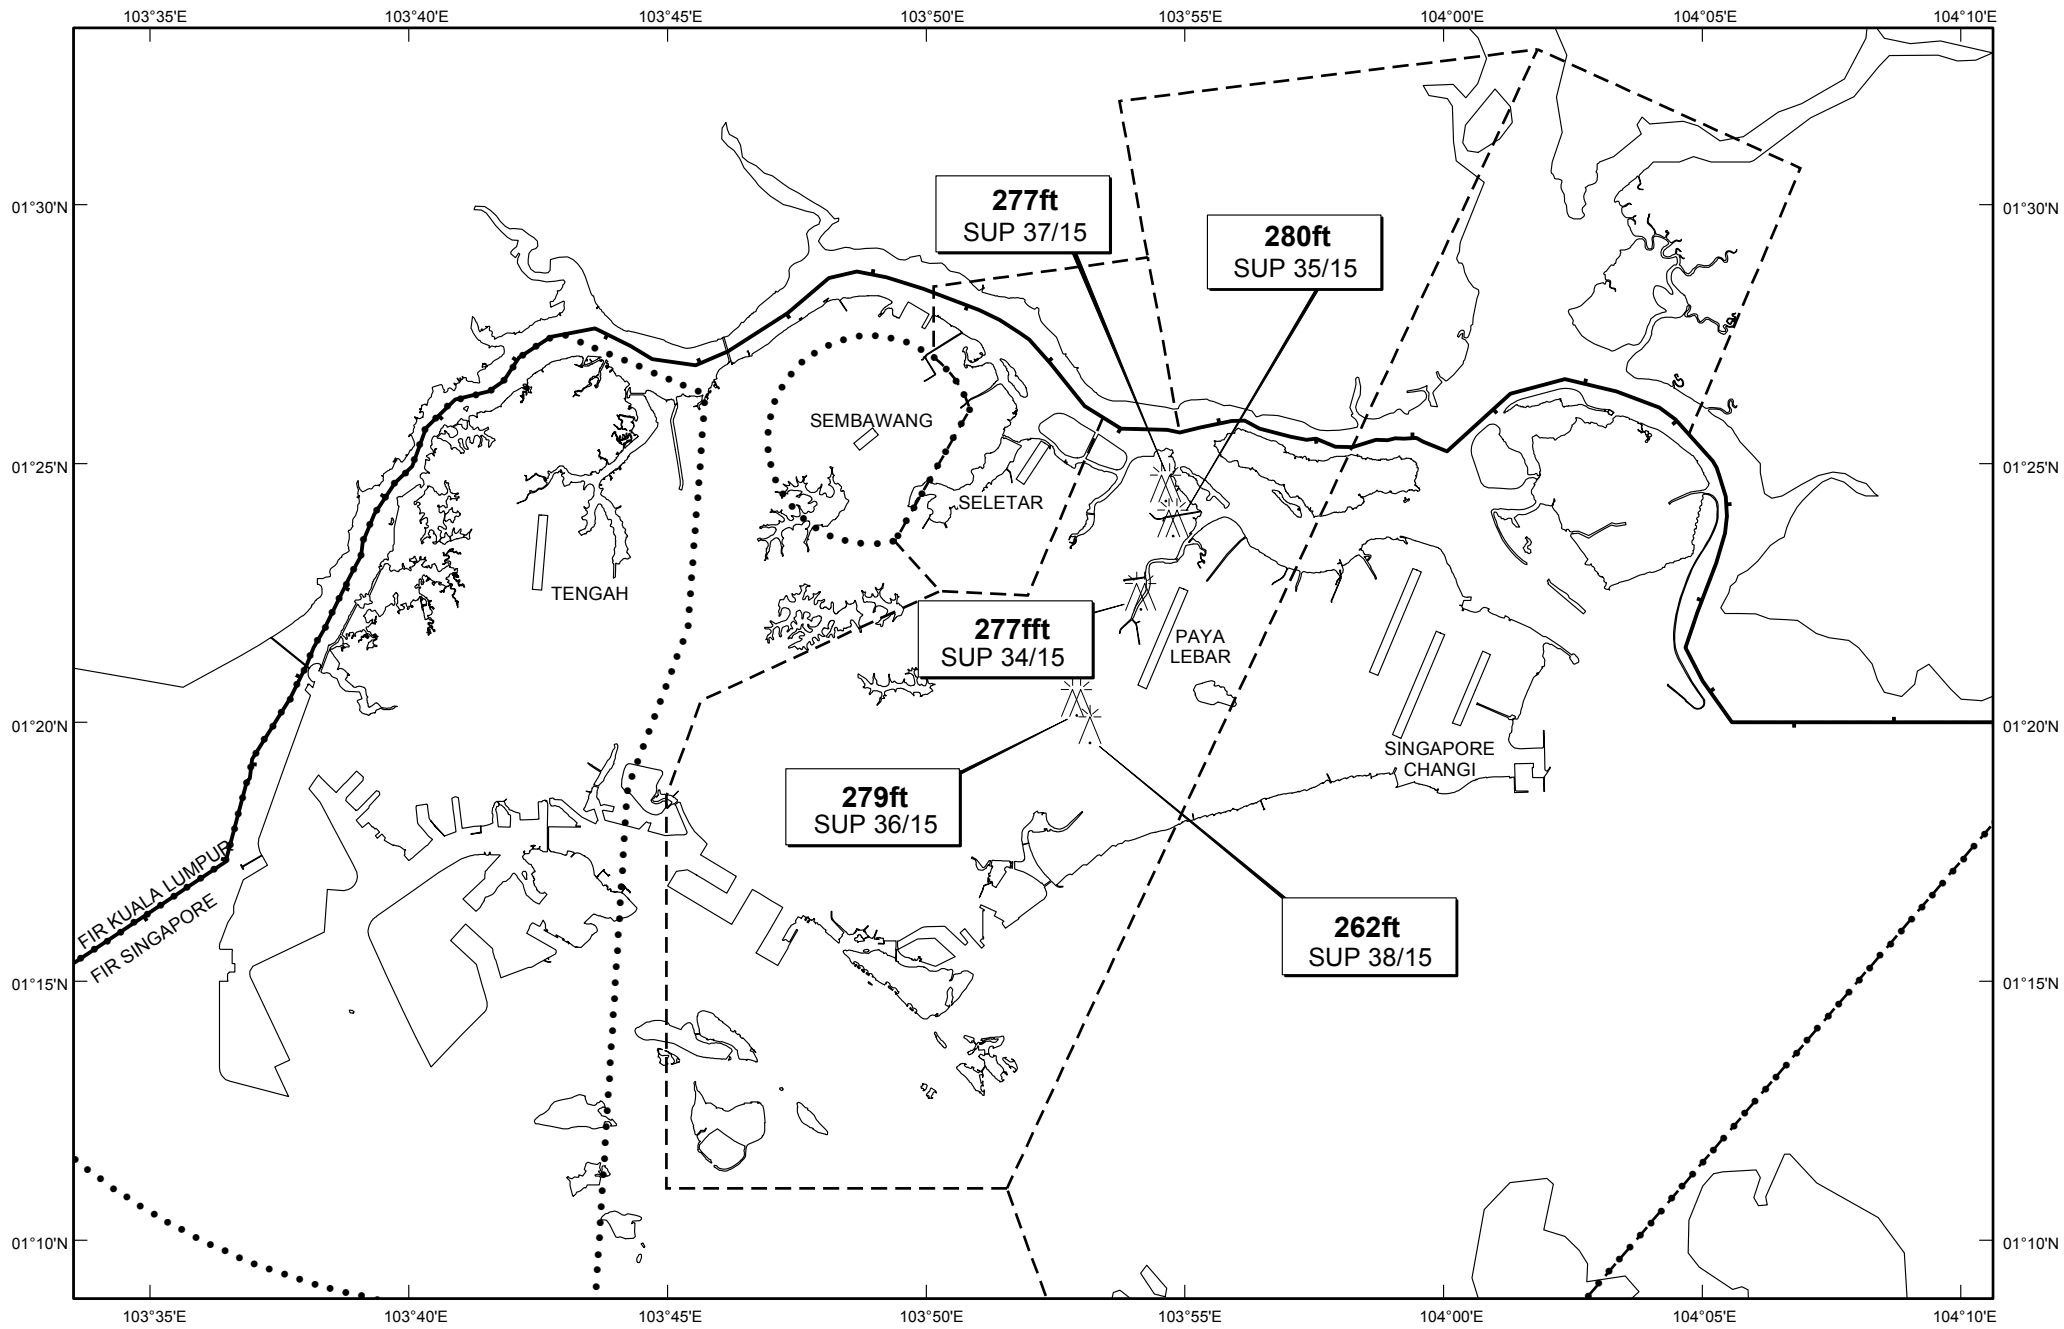 103°35'E 103°40'E 103°45'E 103°50'E 103°55'E 104°00'E 104°05'E 104°10'E
01°30'N
01°30'N
277ft
SUP 37/15
280ft
SUP 35/15
SEMBAWANG
01°25'N
01°25'N
SELETAR
TENGAH
277fft
SUP 34/15
PAYA
LEBAR
01°20'N
01°20'N
SINGAPORE
CHANGI
279ft
SUP 36/15
FIR KUALA LUMPUR
FIR SINGAPORE
262ft
SUP 38/15
01°15'N
01°15'N
01°10'N
01°10'N
103°35'E 103°40'E 103°45'E 103°50'E 103°55'E 104°00'E 104°05'E 104°10'E